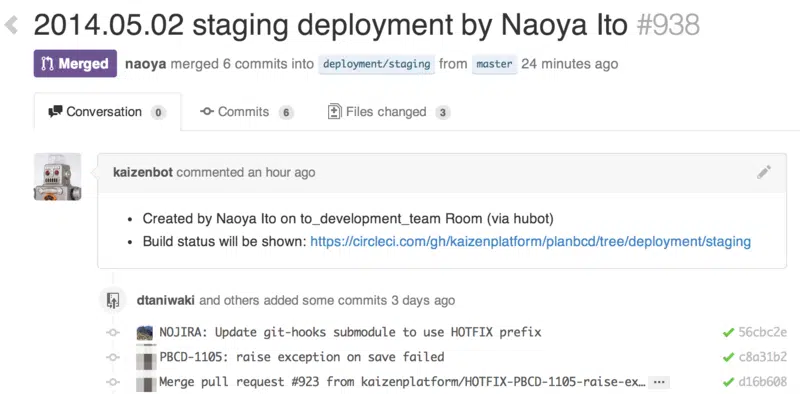 2014.05.02 staging deployment by Naoya Ito #938
Merged naoya merged 6 commits into deployment/staging from master 24 minutes ago
Conversation 0 Commits 6 Files changed 3
kaizenbot commented an hour ago
Created by Naoya Ito on to_development_team Room (via hubot)
Build status will be shown: https://circleci.com/gh/kaizenplatform/planbcd/tree/deployment/staging
dtaniwaki and others added some commits 3 days ago
NOJIRA: Update git-hooks submodule to use HOTFIX prefix 56cbc2e
PBCD-1105: raise exception on save failed c8a31b2
Merge pull request #923 from kaizenplatform/HOTFIX-PBCD-1105-raise-ex… ... d16b608